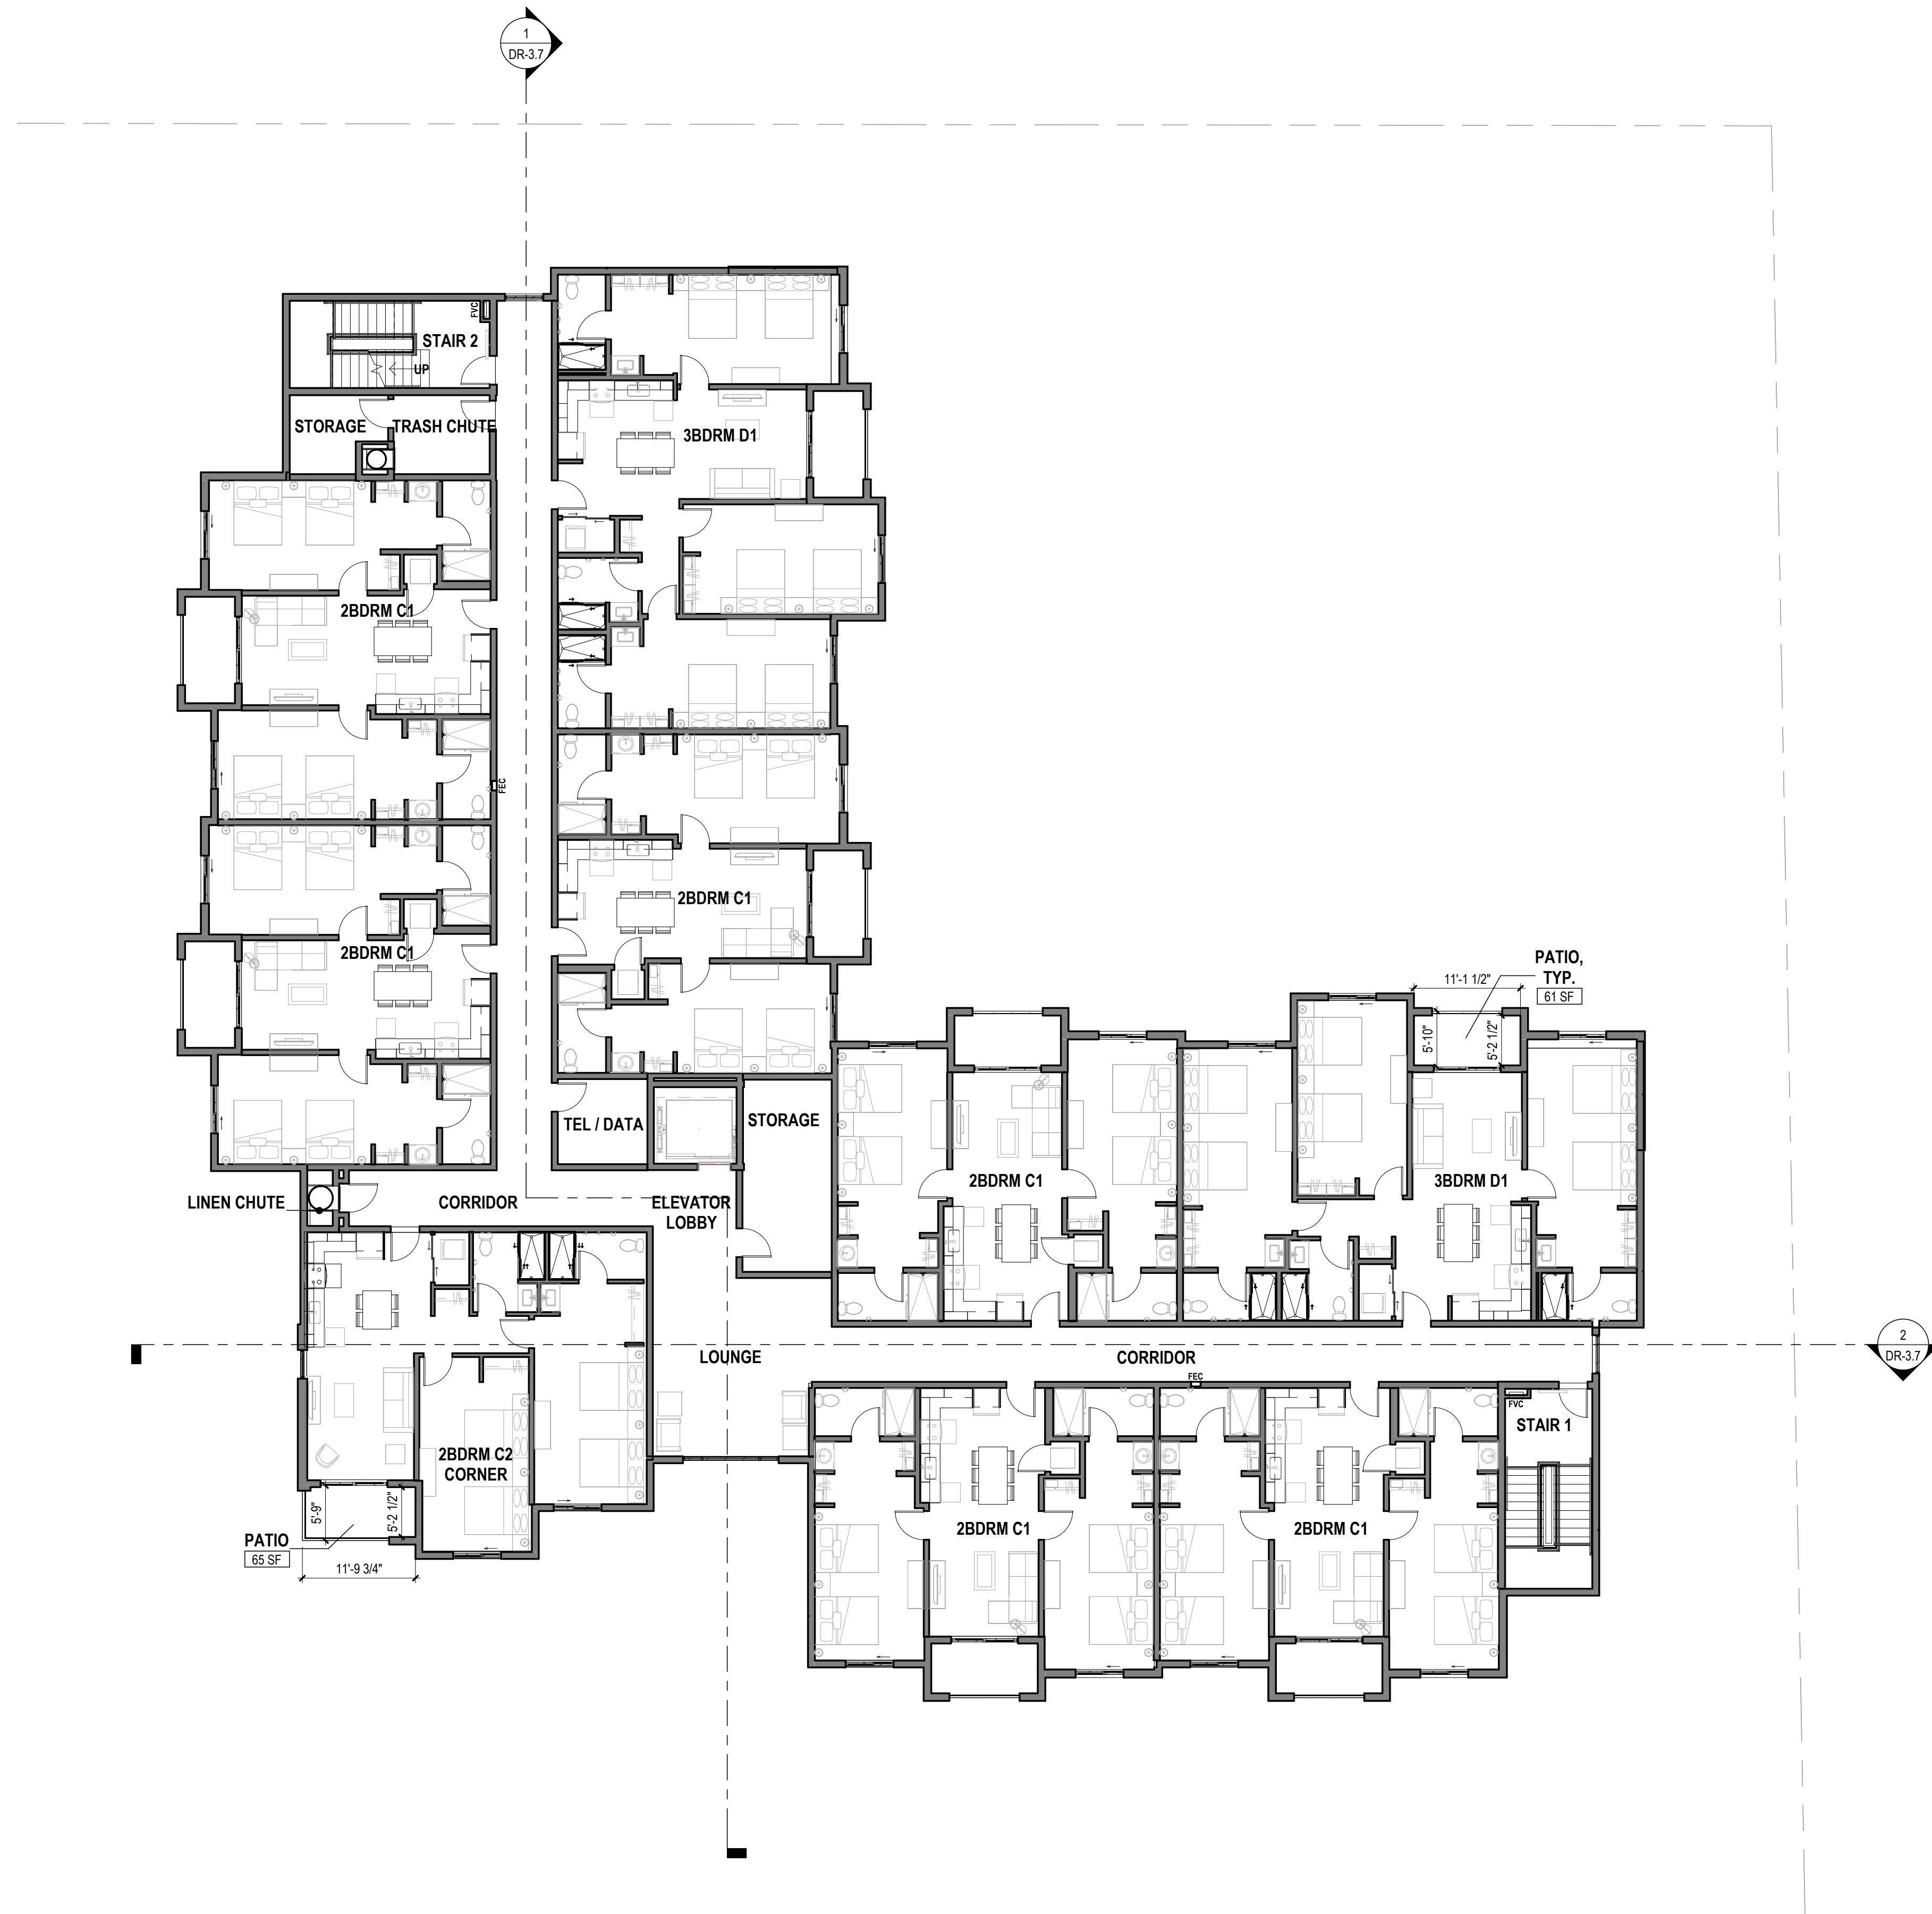 1
DR-3.7
FVC
STAIR 2
UP
STORAGE
TRASH CHUTE
3BDRM D1
2BDRM C1
FEC
2BDRM C1
2BDRM C1
PATIO,
TYP.
61 SF
11'-1 1/2"
5'-10"
5'-2 1/2"
TEL / DATA
STORAGE
2BDRM C1
3BDRM D1
LINEN CHUTE
CORRIDOR
ELEVATOR
LOBBY
2
DR-3.7
LOUNGE
CORRIDOR
FEC
FVC
STAIR 1
2BDRM C2
CORNER
5'-9"
5'-2 1/2"
PATIO
65 SF
11'-9 3/4"
2BDRM C1
2BDRM C1